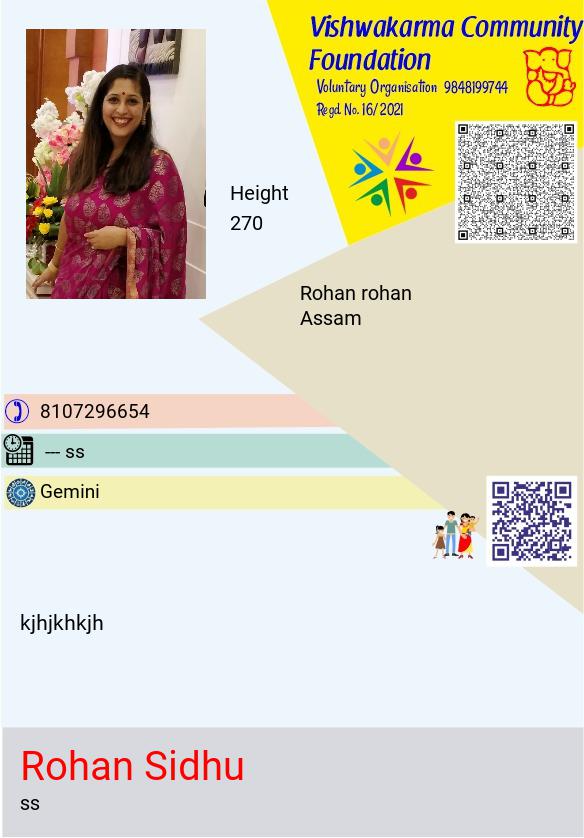 Vishwakarma Community
Foundation
Voluntary Organisation 9848199744
Regd No. 16/2021
Height
270
Rohan rohan
Assam
8107296654
--- ss
Gemini
kjhjkhkjh
Rohan Sidhu
ss